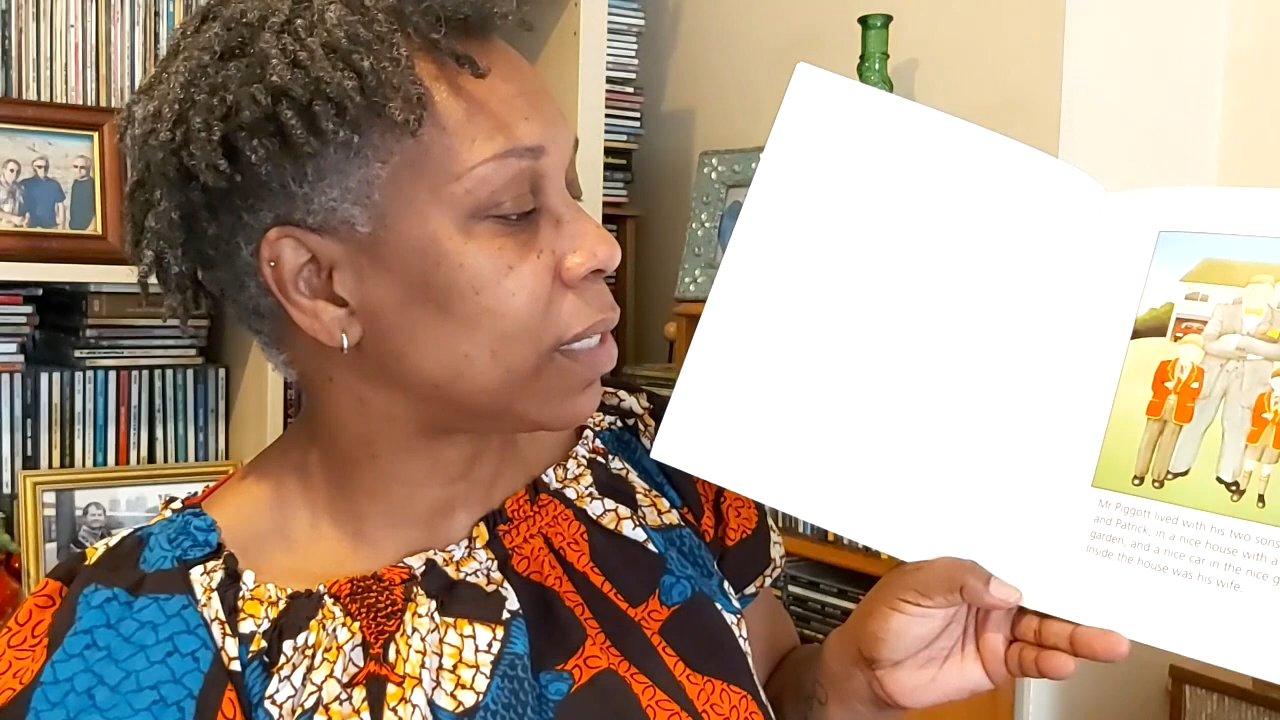 Mr Piggott lived with his two sons
and Patrick, in a nice house with a
garden, and a nice car in the nice g
Inside the house was his wife.